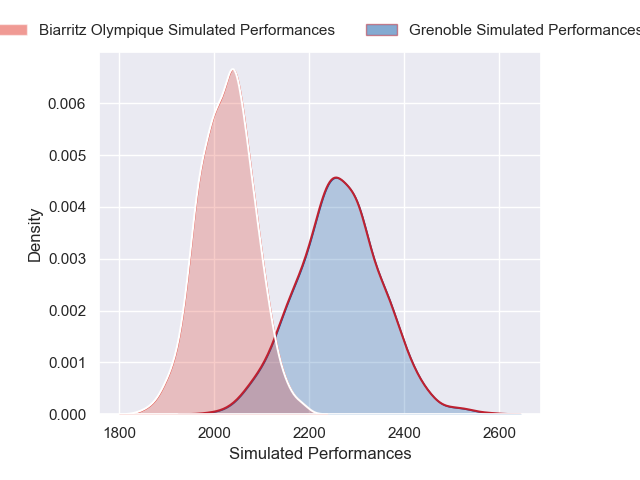 Biarritz Olympique Simulated Performances Grenoble Simulated Performances
0.006
0.005
0.004
0.003
0.002
0.001
0.000
Density
1800 2000 2200 2400 2600
Simulated Performances